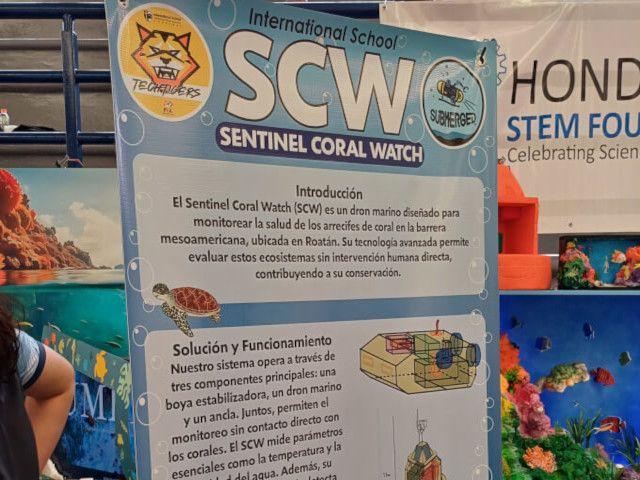 International School
SCW
SENTINEL CORAL WATCH
TECHTIGERS
SUBMERGED
Introducción
El Sentinel Coral Watch (SCW) es un dron marino diseñado para
monitorear la salud de los arrecifes de coral en la barrera
mesoamericana, ubicada en Roatán. Su tecnología avanzada permite
evaluar estos ecosistemas sin intervención humana directa,
contribuyendo a su conservación.
Solución y Funcionamiento
Nuestro sistema opera a través de
tres componentes principales: una
boya estabilizadora, un dron marino
y un ancla. Juntos, permiten el
monitoreo sin contacto directo con
los corales. El SCW mide parámetros
esenciales como la temperatura y la
del agua. Además, su
HOND
STEM FOU
Celebrating Scien
UMI